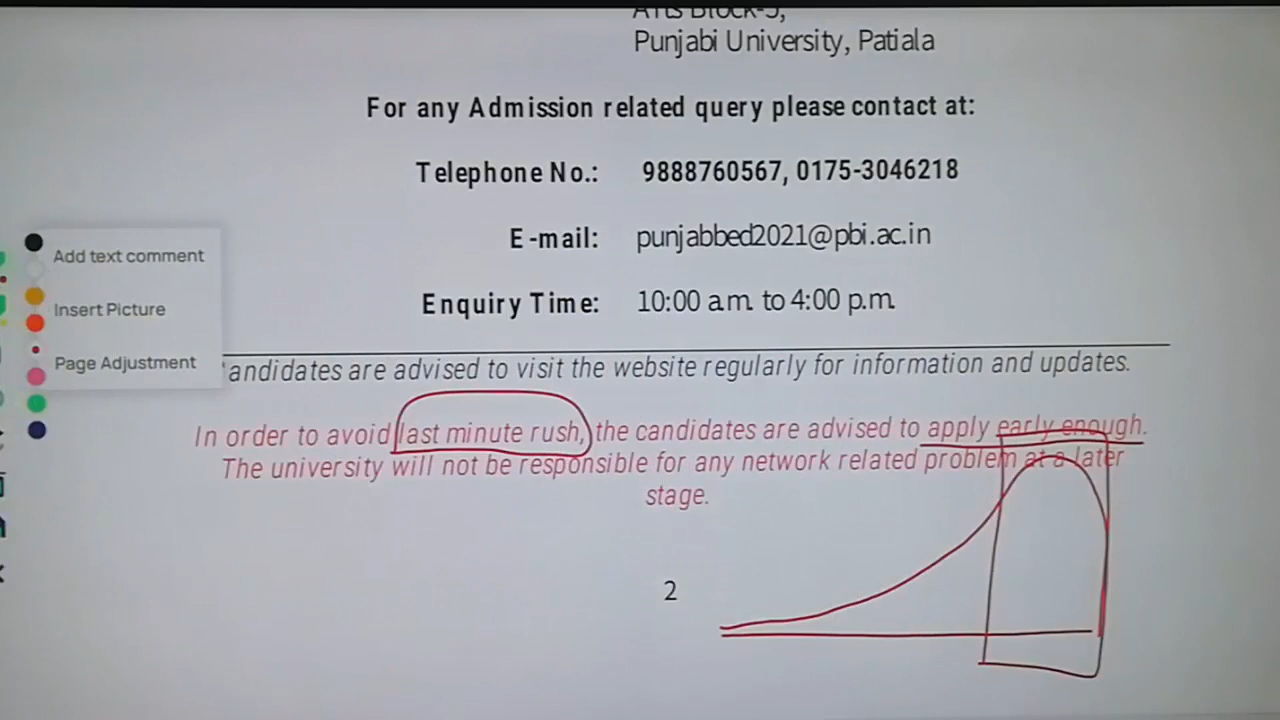 Punjabi University, Patiala
For any Admission related query please contact at:
Telephone No.: 9888760567, 0175-3046218
E-mail: punjabbed2021@pbi.ac.in
Add text comment
Enquiry Time: 10:00 a.m. to 4:00 p.m.
Insert Picture
Page Adjustment
andidates are advised to visit the website regularly for information and updates.
In order to avoid last minute rush, the candidates are advised to apply early enough.
The university will not be responsible for any network related problem at a later
stage.
2